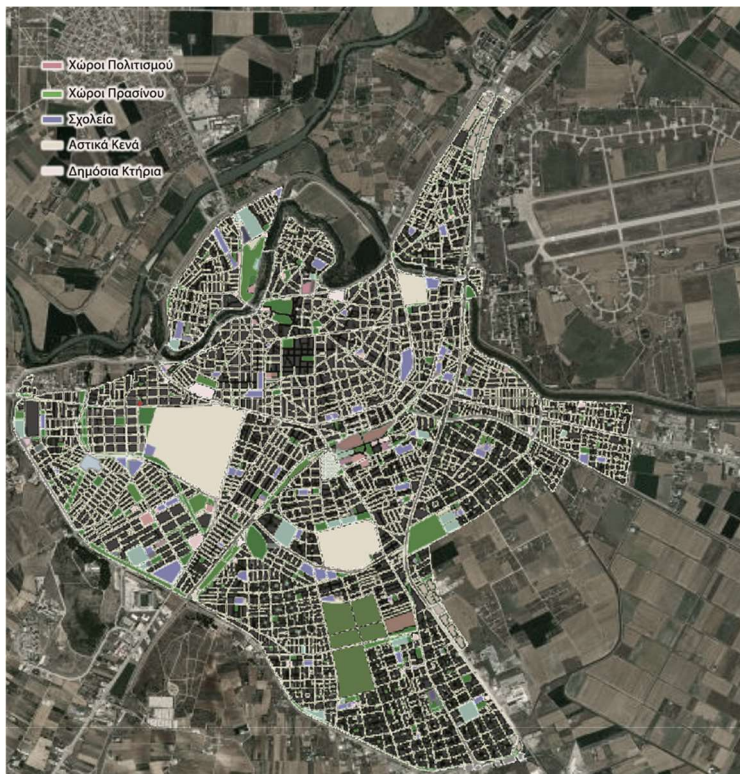 Χώροι Πολιτισμού
Χώροι Πρασίνου
Σχολεία
Αστικά Κενά
Δημόσια Κτήρια